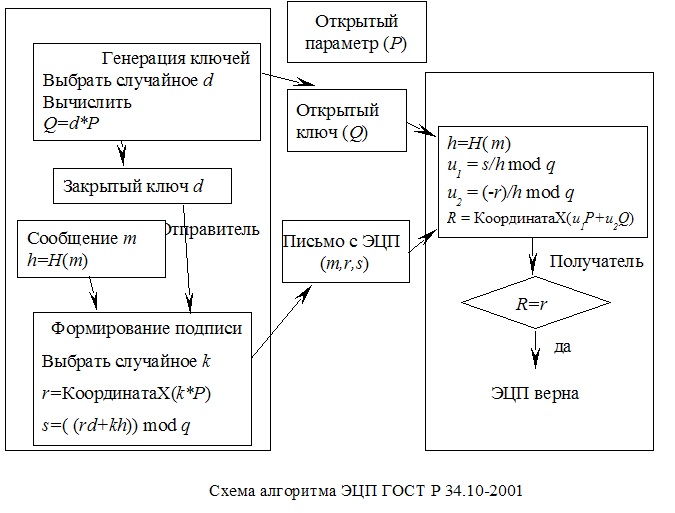 Генерация ключей
Выбрать случайное d
Вычислить
Q=d*P
Закрытый ключ d
Отправитель
Сообщение m
h=H(m)
Формирование подписи
Выбрать случайное k
r=КоординатаX(k*P)
s=( (rd+kh)) mod q
Открытый
параметр (P)
Открытый
ключ (Q)
Письмо с ЭЦП
(m,r,s)
h=H( m)
u1 = s/h mod q
u2 = (-r)/h mod q
R = КоординатаX(u1P+u2Q)
Получатель
R=r
да
ЭЦП верна
Схема алгоритма ЭЦП ГОСТ Р 34.10-2001